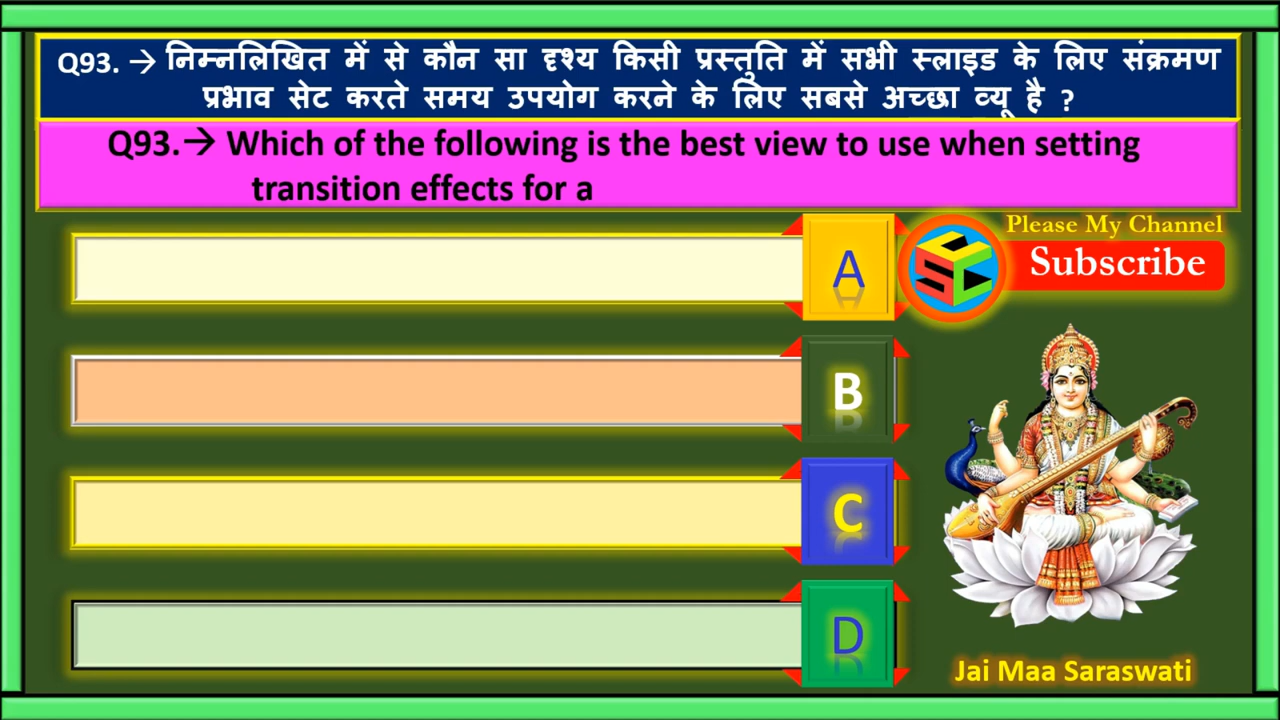 Q93. → निम्नलिखित में से कौन सा दृश्य किसी प्रस्तुति में सभी स्लाइड के लिए संक्रमण
प्रभाव सेट करते समय उपयोग करने के लिए सबसे अच्छा व्यू है ?
Q93.→ Which of the following is the best view to use when setting
transition effects for a
A
Please My Channel
Subscribe
B
C
D
Jai Maa Saraswati